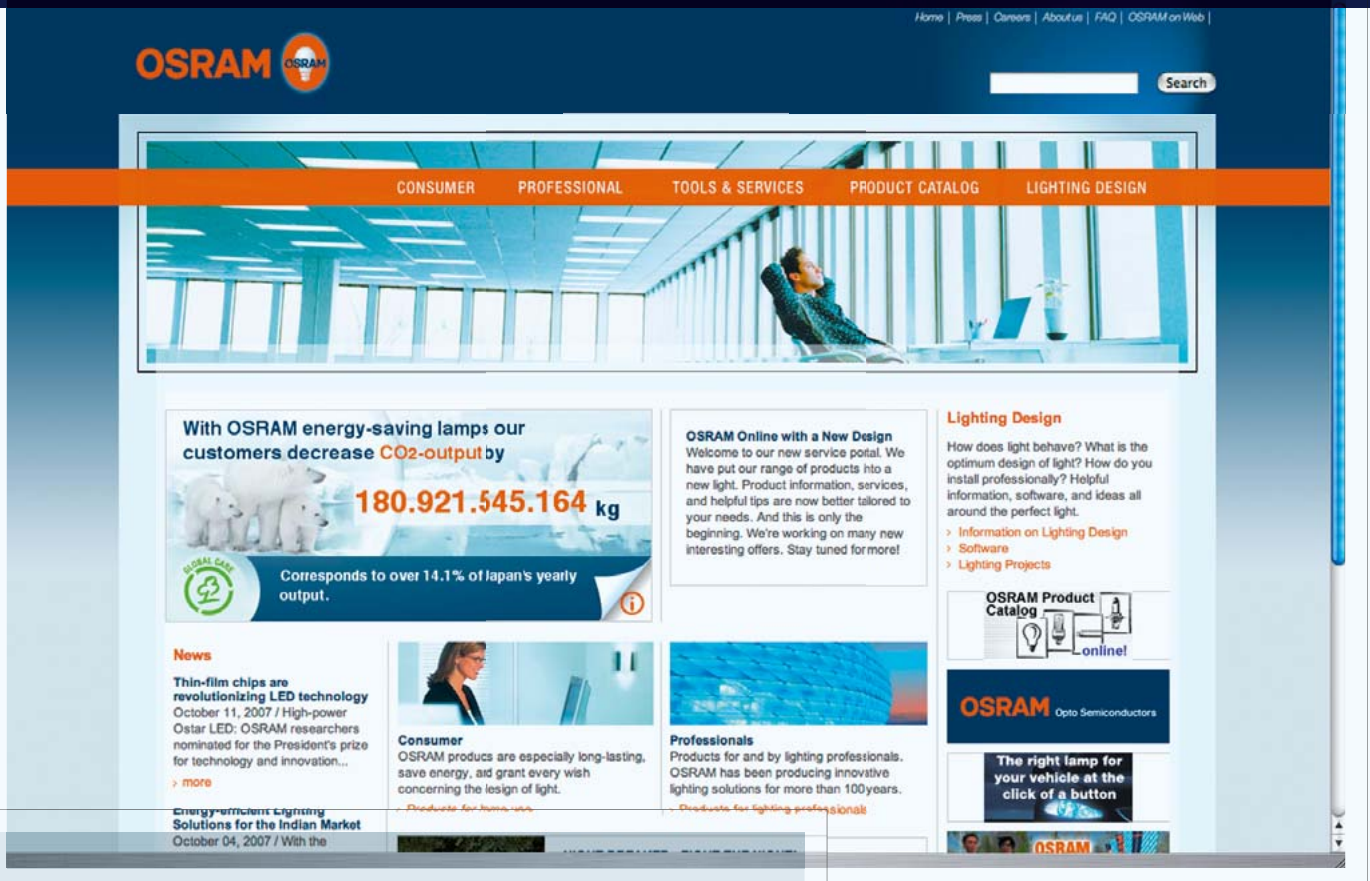 Home | Press | Careers | About us | FAQ | OSRAM on Web |
OSRAM OSRAM
Search
CONSUMER PROFESSIONAL TOOLS & SERVICES PRODUCT CATALOG LIGHTING DESIGN
With OSRAM energy-saving lamps our
customers decrease CO2-output by
180.921.545.164 kg
GLOBAL CARE
Corresponds to over 14.1% of Japan's yearly
output.
OSRAM Online with a New Design
Welcome to our new service portal. We
have put our range of products into a
new light. Product information, services,
and helpful tips are now better tailored to
your needs. And this is only the
beginning. We're working on many new
interesting offers. Stay tuned for more!
Lighting Design
How does light behave? What is the
optimum design of light? How do you
install professionally? Helpful
information, software, and ideas all
around the perfect light.
› Information on Lighting Design
› Software
› Lighting Projects
OSRAM Product
Catalog
online!
OSRAM Opto Semiconductors
The right lamp for
your vehicle at the
click of a button
OSRAM
News
Thin-film chips are
revolutionizing LED technology
October 11, 2007 / High-power
Ostar LED: OSRAM researchers
nominated for the President's prize
for technology and innovation...
› more
Energy-efficient Lighting
Solutions for the Indian Market
October 04, 2007 / With the
Consumer
OSRAM producs are especially long-lasting,
save energy, and grant every wish
concerning the design of light.
› Products for home use
Professionals
Products for and by lighting professionals.
OSRAM has been producing innovative
lighting solutions for more than 100 years.
› Products for lighting professionals